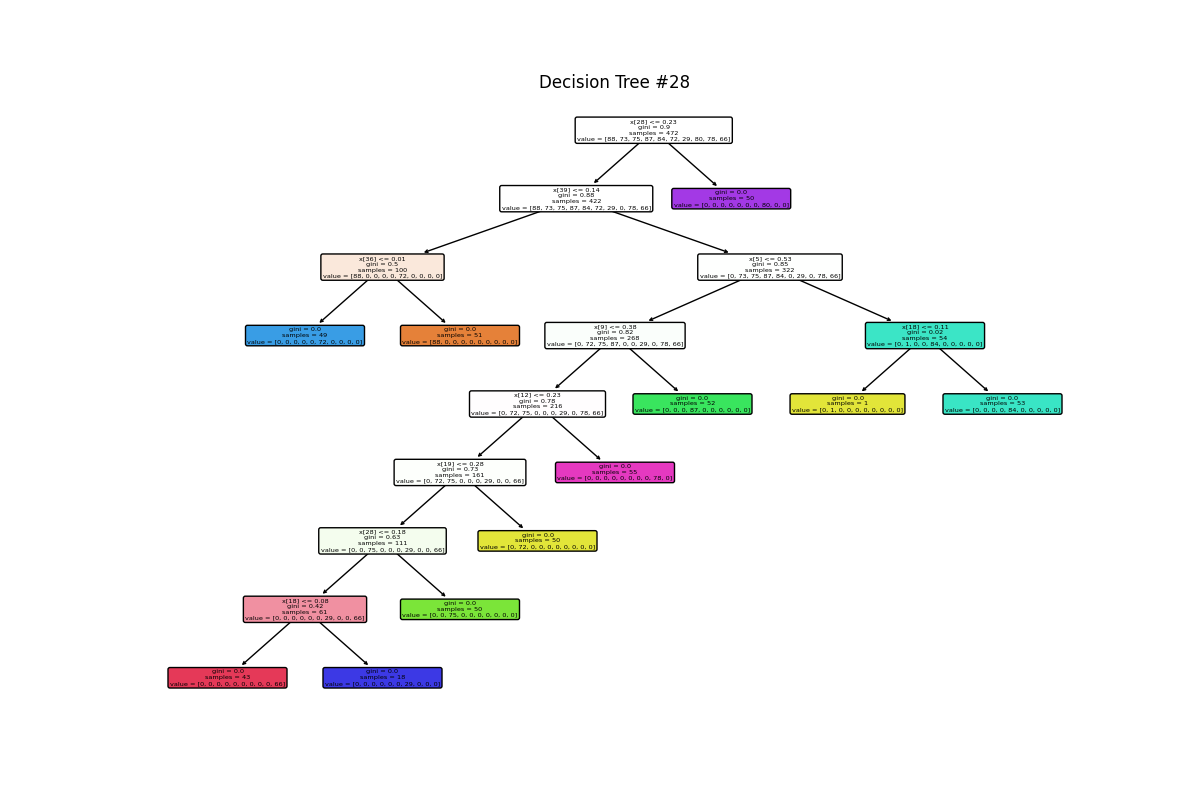 Decision Tree #28
x[28] <= 0.23
gini = 0.9
samples = 472
value = [88, 73, 75, 87, 84, 72, 29, 80, 78, 66]
x[39] <= 0.14
gini = 0.88
samples = 422
value = [88, 73, 75, 87, 84, 72, 29, 0, 78, 66]
gini = 0.0
samples = 50
value = [0, 0, 0, 0, 0, 0, 0, 80, 0, 0]
x[36] <= 0.01
gini = 0.5
samples = 100
value = [88, 0, 0, 0, 0, 72, 0, 0, 0, 0]
x[5] <= 0.53
gini = 0.85
samples = 322
value = [0, 73, 75, 87, 84, 0, 29, 0, 78, 66]
gini = 0.0
samples = 49
value = [0, 0, 0, 0, 0, 72, 0, 0, 0, 0]
gini = 0.0
samples = 51
value = [88, 0, 0, 0, 0, 0, 0, 0, 0, 0]
x[9] <= 0.38
gini = 0.82
samples = 268
value = [0, 72, 75, 87, 0, 0, 29, 0, 78, 66]
x[18] <= 0.11
gini = 0.02
samples = 54
value = [0, 1, 0, 0, 84, 0, 0, 0, 0, 0]
x[12] <= 0.23
gini = 0.78
samples = 216
value = [0, 72, 75, 0, 0, 0, 29, 0, 78, 66]
gini = 0.0
samples = 52
value = [0, 0, 0, 87, 0, 0, 0, 0, 0, 0]
gini = 0.0
samples = 1
value = [0, 1, 0, 0, 0, 0, 0, 0, 0, 0]
gini = 0.0
samples = 53
value = [0, 0, 0, 0, 84, 0, 0, 0, 0, 0]
x[19] <= 0.28
gini = 0.73
samples = 161
value = [0, 72, 75, 0, 0, 0, 29, 0, 0, 66]
gini = 0.0
samples = 55
value = [0, 0, 0, 0, 0, 0, 0, 0, 78, 0]
x[28] <= 0.18
gini = 0.63
samples = 111
value = [0, 0, 75, 0, 0, 0, 29, 0, 0, 66]
gini = 0.0
samples = 50
value = [0, 72, 0, 0, 0, 0, 0, 0, 0, 0]
x[18] <= 0.08
gini = 0.42
samples = 61
value = [0, 0, 0, 0, 0, 0, 29, 0, 0, 66]
gini = 0.0
samples = 50
value = [0, 0, 75, 0, 0, 0, 0, 0, 0, 0]
gini = 0.0
samples = 43
value = [0, 0, 0, 0, 0, 0, 0, 0, 0, 66]
gini = 0.0
samples = 18
value = [0, 0, 0, 0, 0, 0, 29, 0, 0, 0]